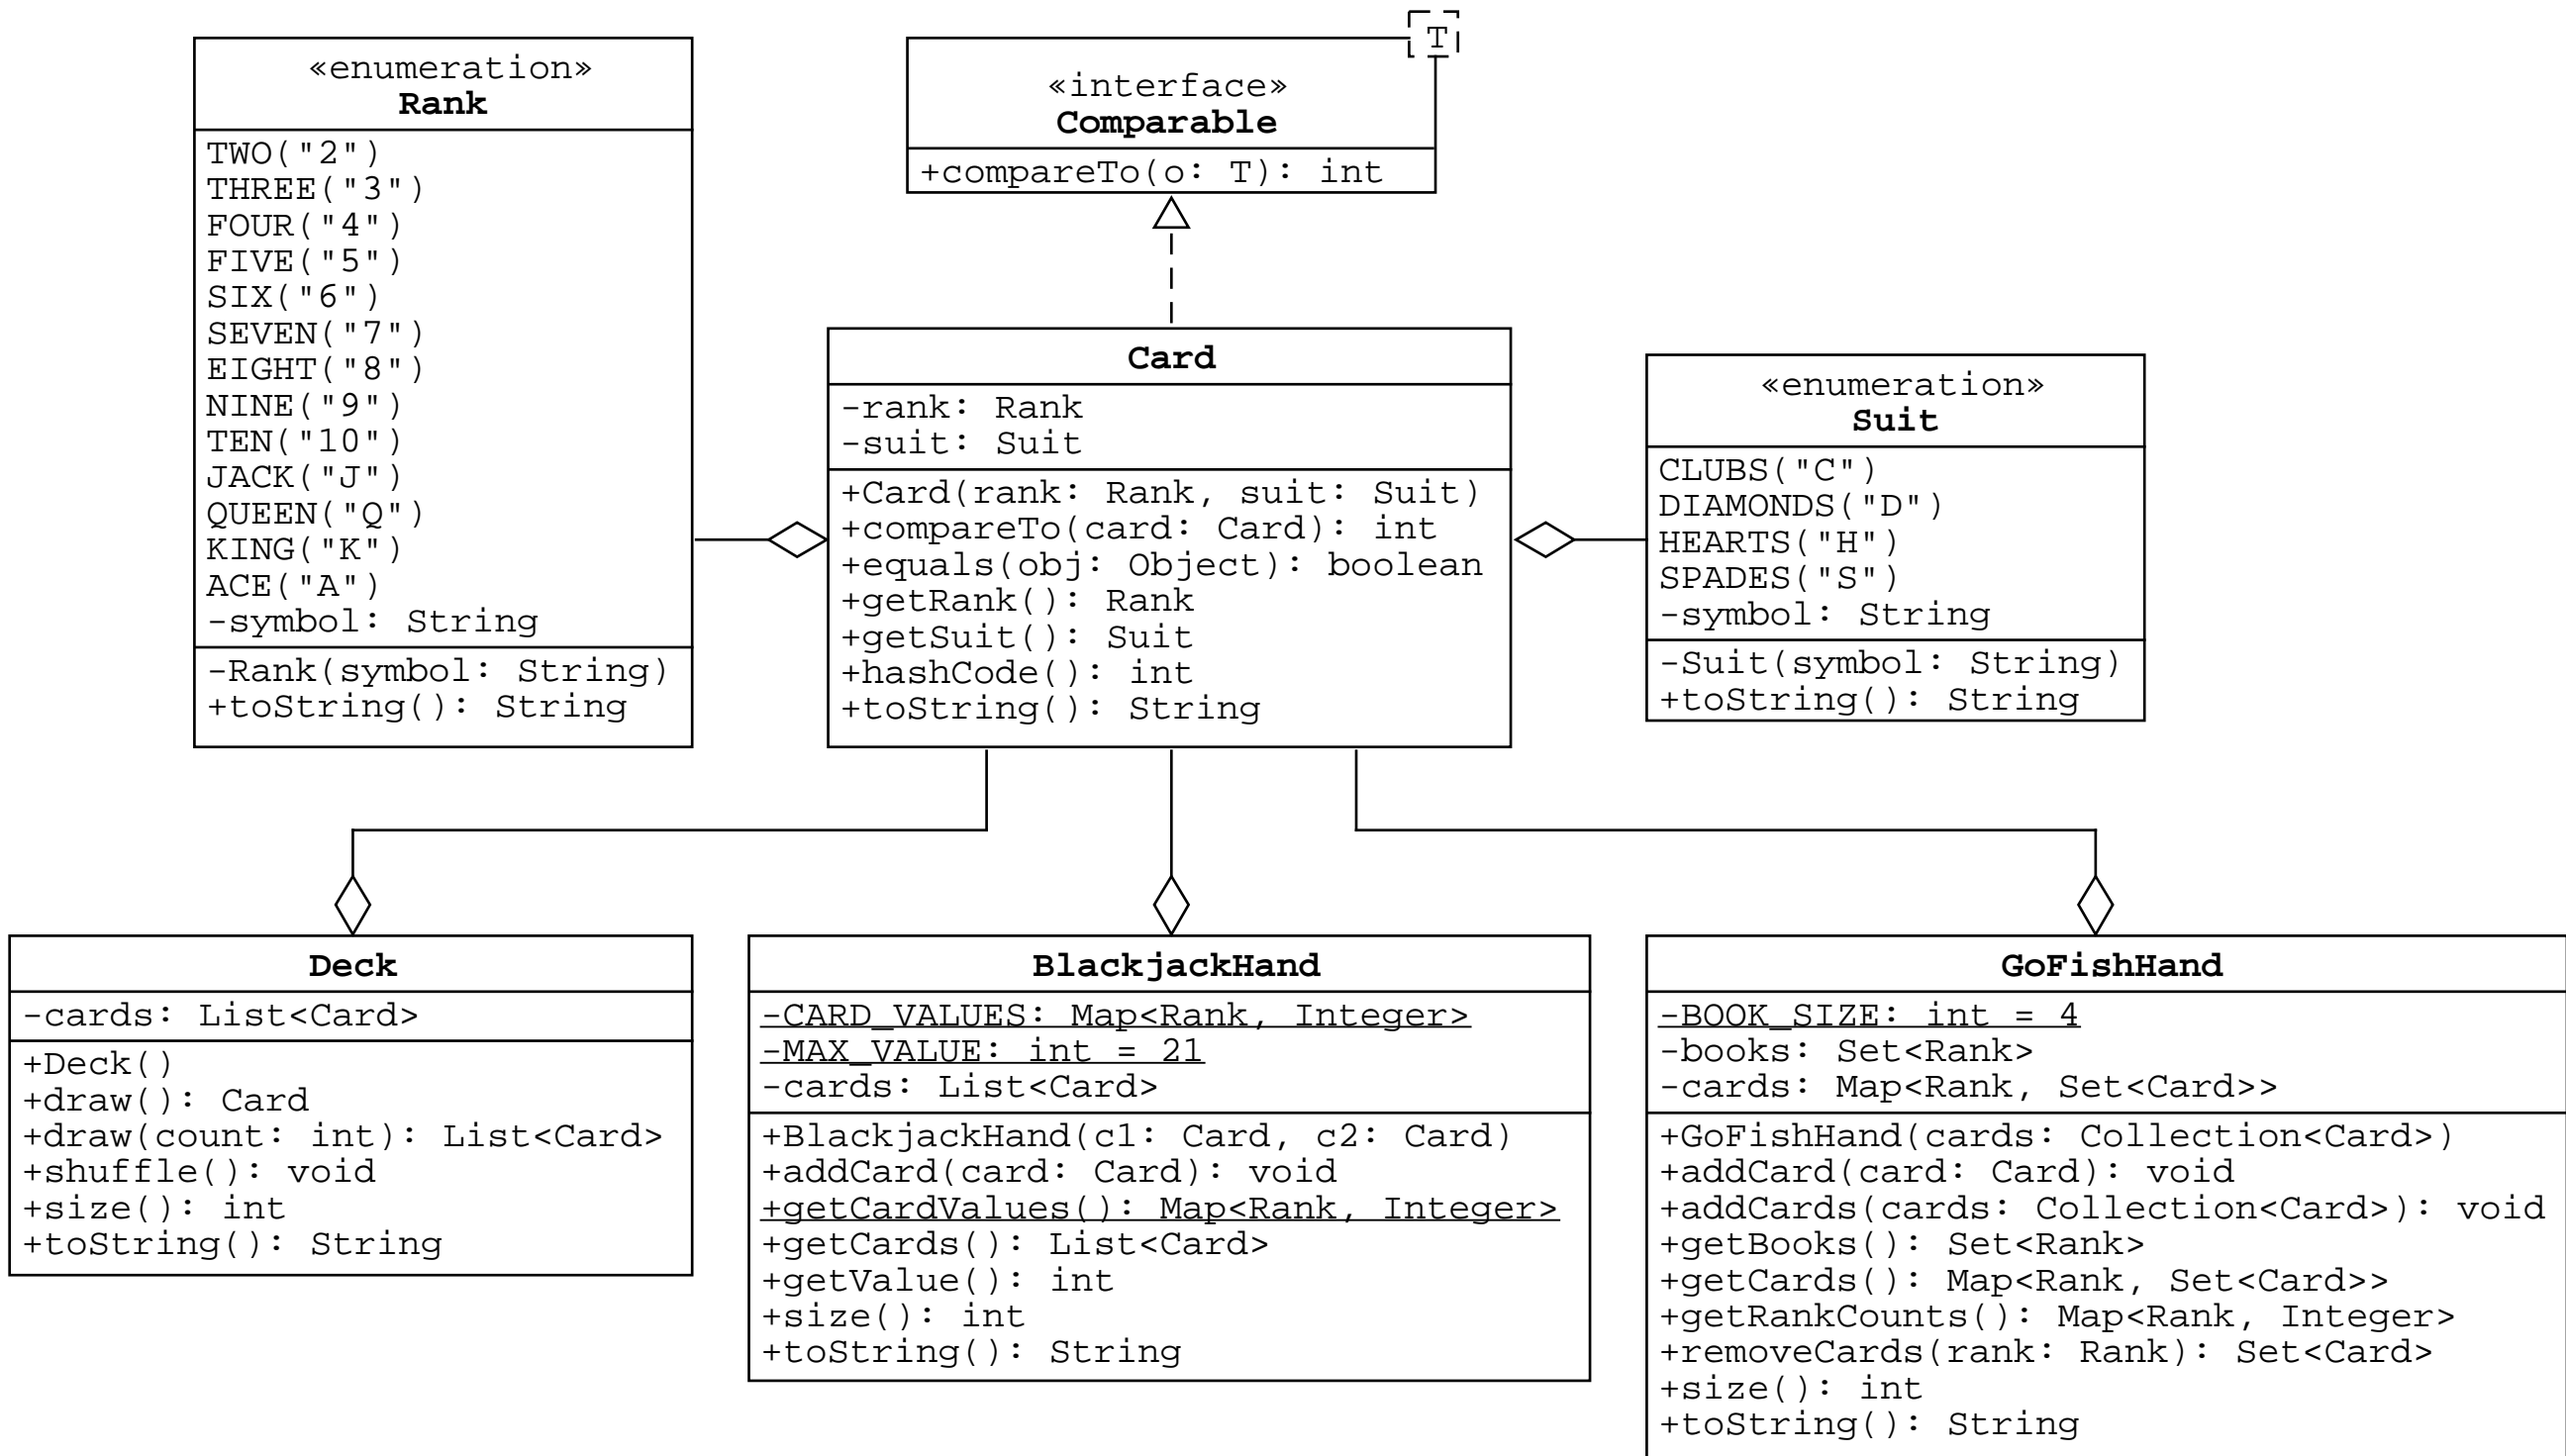 «enumeration»
Rank
TWO("2")
THREE("3")
FOUR("4")
FIVE("5")
SIX("6")
SEVEN("7")
EIGHT("8")
NINE("9")
TEN("10")
JACK("J")
QUEEN("Q")
KING("K")
ACE("A")
-symbol: String
-Rank(symbol: String)
+toString(): String
T
«interface»
Comparable
+compareTo(o: T): int
Card
-rank: Rank
-suit: Suit
+Card(rank: Rank, suit: Suit)
+compareTo(card: Card): int
+equals(obj: Object): boolean
+getRank(): Rank
+getSuit(): Suit
+hashCode(): int
+toString(): String
«enumeration»
Suit
CLUBS("C")
DIAMONDS("D")
HEARTS("H")
SPADES("S")
-symbol: String
-Suit(symbol: String)
+toString(): String
Deck
-cards: List<Card>
+Deck()
+draw(): Card
+draw(count: int): List<Card>
+shuffle(): void
+size(): int
+toString(): String
BlackjackHand
-CARD_VALUES: Map<Rank, Integer>
-MAX_VALUE: int = 21
-cards: List<Card>
+BlackjackHand(c1: Card, c2: Card)
+addCard(card: Card): void
+getCardValues(): Map<Rank, Integer>
+getCards(): List<Card>
+getValue(): int
+size(): int
+toString(): String
GoFishHand
-BOOK_SIZE: int = 4
-books: Set<Rank>
-cards: Map<Rank, Set<Card>>
+GoFishHand(cards: Collection<Card>)
+addCard(card: Card): void
+addCards(cards: Collection<Card>): void
+getBooks(): Set<Rank>
+getCards(): Map<Rank, Set<Card>>
+getRankCounts(): Map<Rank, Integer>
+removeCards(rank: Rank): Set<Card>
+size(): int
+toString(): String